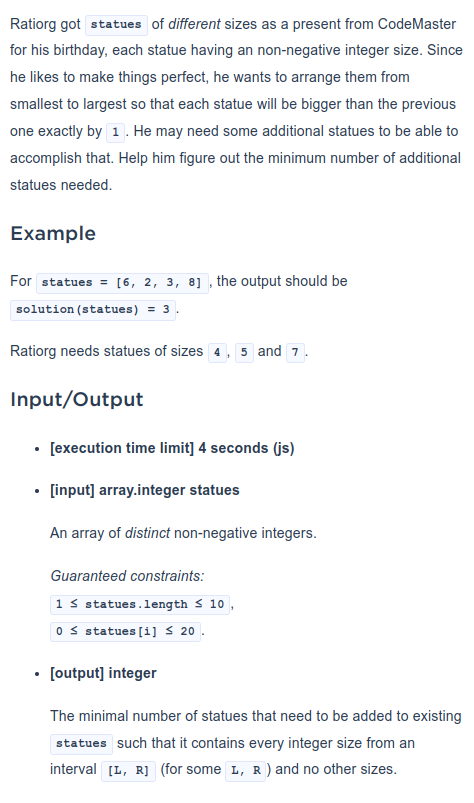 Ratiorg got statues of different sizes as a present from CodeMaster
for his birthday, each statue having an non-negative integer size. Since
he likes to make things perfect, he wants to arrange them from
smallest to largest so that each statue will be bigger than the previous
one exactly by 1 . He may need some additional statues to be able to
accomplish that. Help him figure out the minimum number of additional
statues needed.
Example
For statues = [6, 2, 3, 8] , the output should be
solution(statues) = 3 .
Ratiorg needs statues of sizes 4 , 5 and 7 .
Input/Output
• [execution time limit] 4 seconds (js)
• [input] array.integer statues
An array of distinct non-negative integers.
Guaranteed constraints:
1 ≤ statues.length ≤ 10 ,
0 ≤ statues[i] ≤ 20 .
• [output] integer
The minimal number of statues that need to be added to existing
statues such that it contains every integer size from an
interval [L, R] (for some L, R ) and no other sizes.